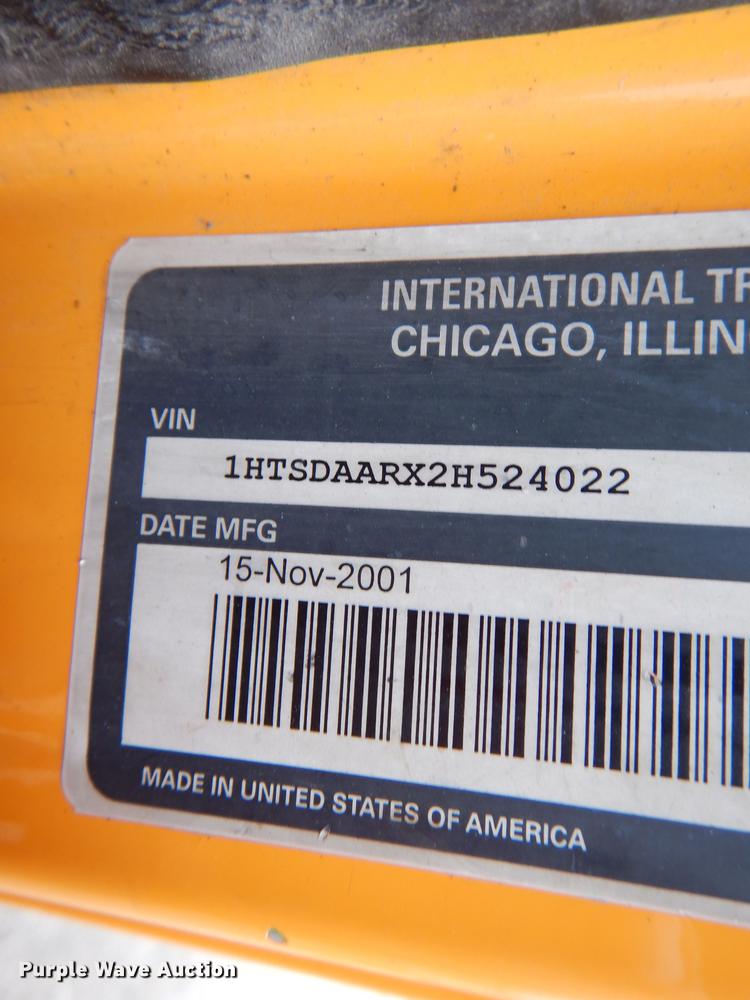 INTERNATIONAL TR
CHICAGO, ILLIN
VIN
1HTSDAARX2H524022
DATE MFG
15-Nov-2001
MADE IN UNITED STATES OF AMERICA
Purple Wave Auction